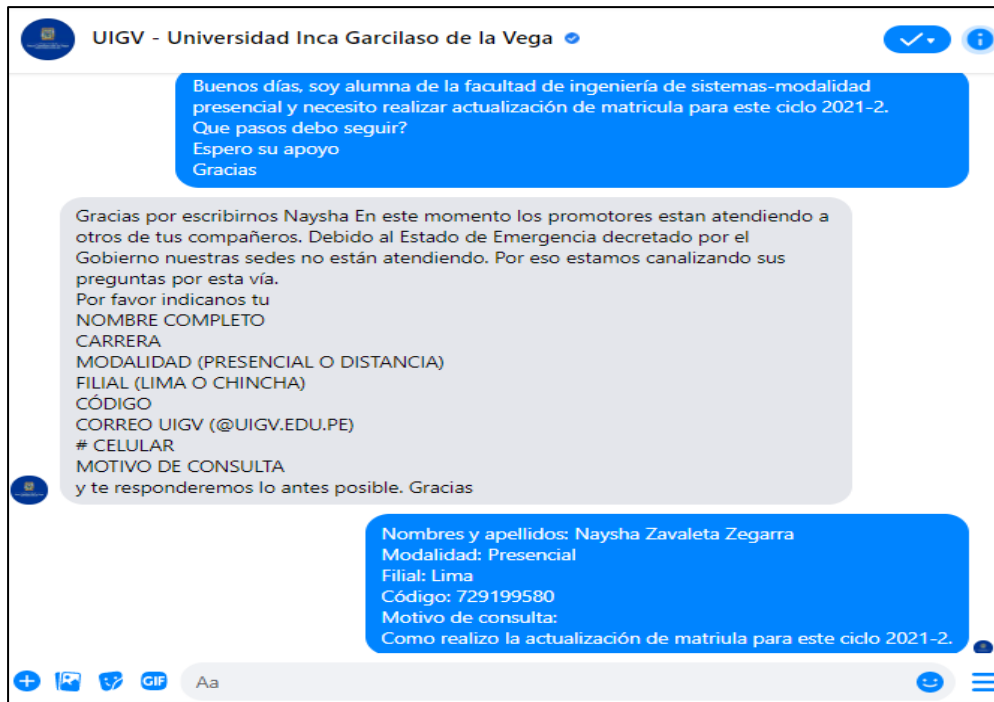 UIGV - Universidad Inca Garcilaso de la Vega
Buenos días, soy alumna de la facultad de ingeniería de sistemas-modalidad
presencial y necesito realizar actualización de matricula para este ciclo 2021-2.
Que pasos debo seguir?
Espero su apoyo
Gracias
Gracias por escribirnos Naysha En este momento los promotores estan atendiendo a
otros de tus compañeros. Debido al Estado de Emergencia decretado por el
Gobierno nuestras sedes no están atendiendo. Por eso estamos canalizando sus
preguntas por esta vía.
Por favor indicanos tu
NOMBRE COMPLETO
CARRERA
MODALIDAD (PRESENCIAL O DISTANCIA)
FILIAL (LIMA O CHINCHA)
CÓDIGO
CORREO UIGV (@UIGV.EDU.PE)
# CELULAR
MOTIVO DE CONSULTA
y te responderemos lo antes posible. Gracias
Nombres y apellidos: Naysha Zavaleta Zegarra
Modalidad: Presencial
Filial: Lima
Código: 729199580
Motivo de consulta:
Como realizo la actualización de matriula para este ciclo 2021-2.
GIF
Aa